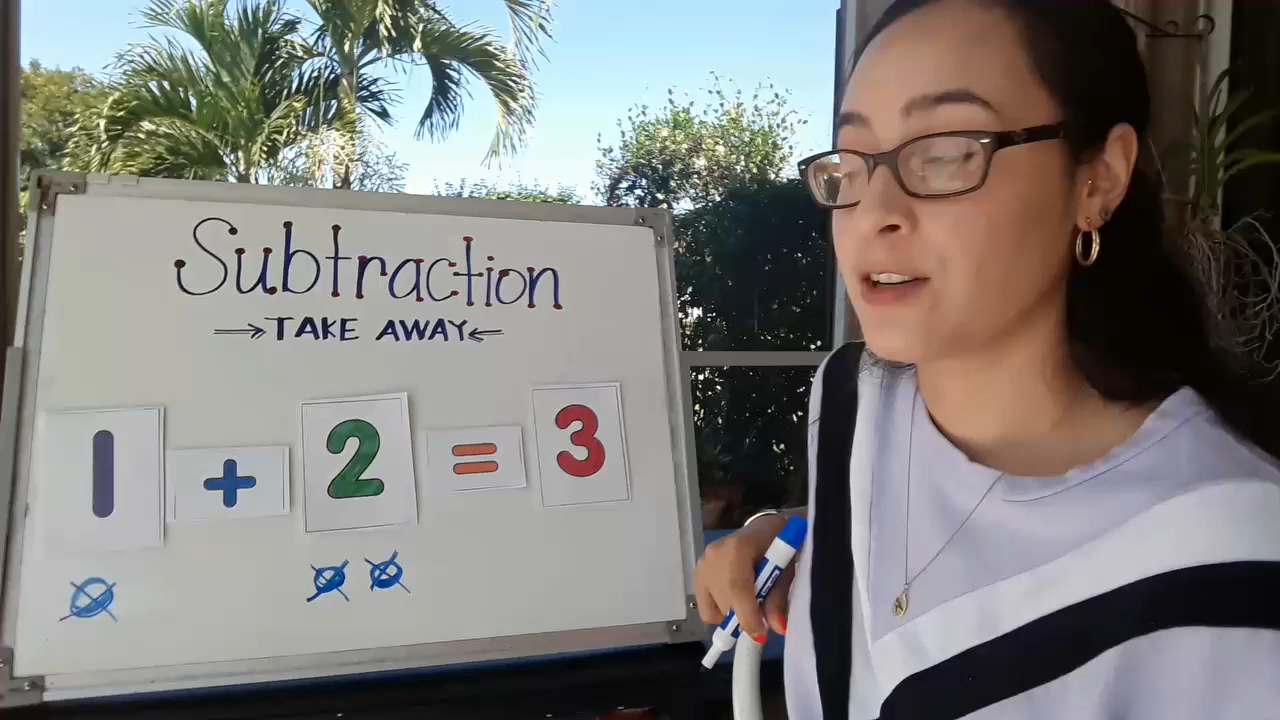 Subtraction
→TAKE AWAY←
1 + 2 = 3